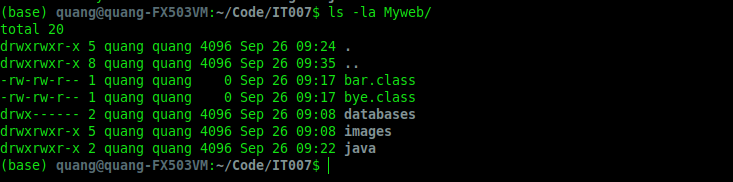 (base) quang@quang-FX503VM:~/Code/IT007$ ls -la Myweb/
total 20
drwxrwxr-x 5 quang quang 4096 Sep 26 09:24 .
drwxrwxr-x 8 quang quang 4096 Sep 26 09:35 ..
-rw-rw-r-- 1 quang quang    0 Sep 26 09:17 bar.class
-rw-rw-r-- 1 quang quang    0 Sep 26 09:17 bye.class
drwx------ 2 quang quang 4096 Sep 26 09:08 databases
drwxrwxr-x 5 quang quang 4096 Sep 26 09:08 images
drwxrwxr-x 2 quang quang 4096 Sep 26 09:22 java
(base) quang@quang-FX503VM:~/Code/IT007$